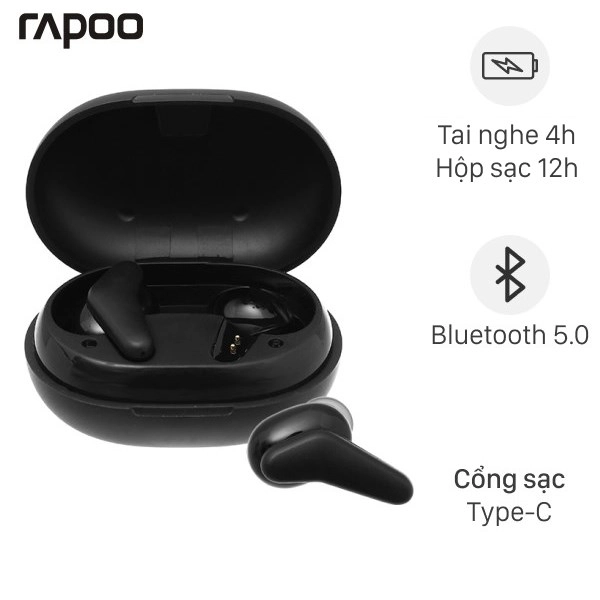 rapoo
Tai nghe 4h
Hộp sạc 12h
Bluetooth 5.0
Cổng sạc
Type-C